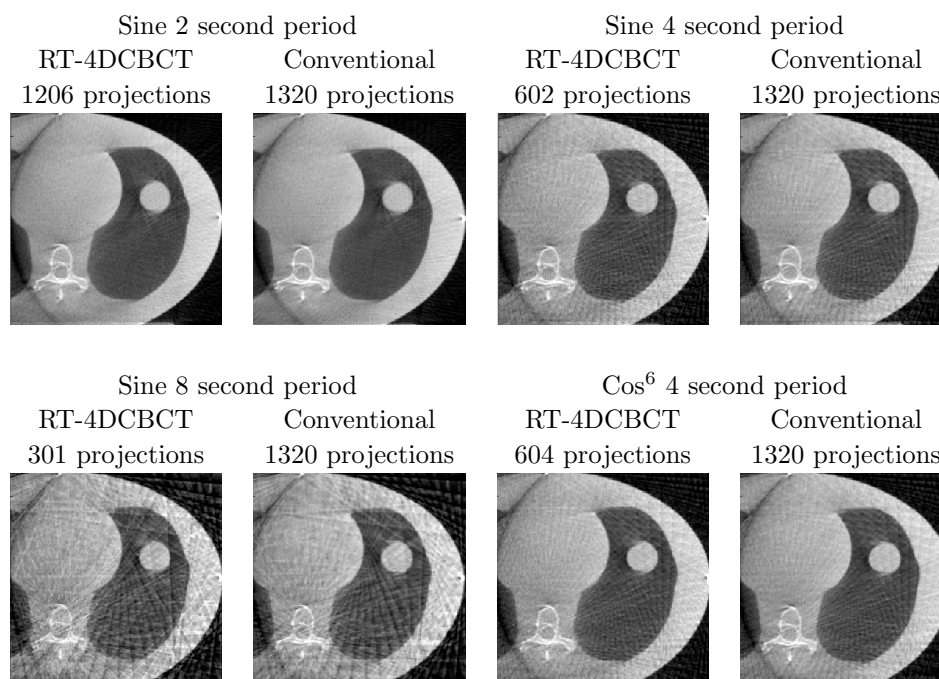 Sine 2 second period
RT-4DCBCT Conventional
1206 projections 1320 projections
Sine 4 second period
RT-4DCBCT Conventional
602 projections 1320 projections
Sine 8 second period
RT-4DCBCT Conventional
301 projections 1320 projections
Cos⁶ 4 second period
RT-4DCBCT Conventional
604 projections 1320 projections